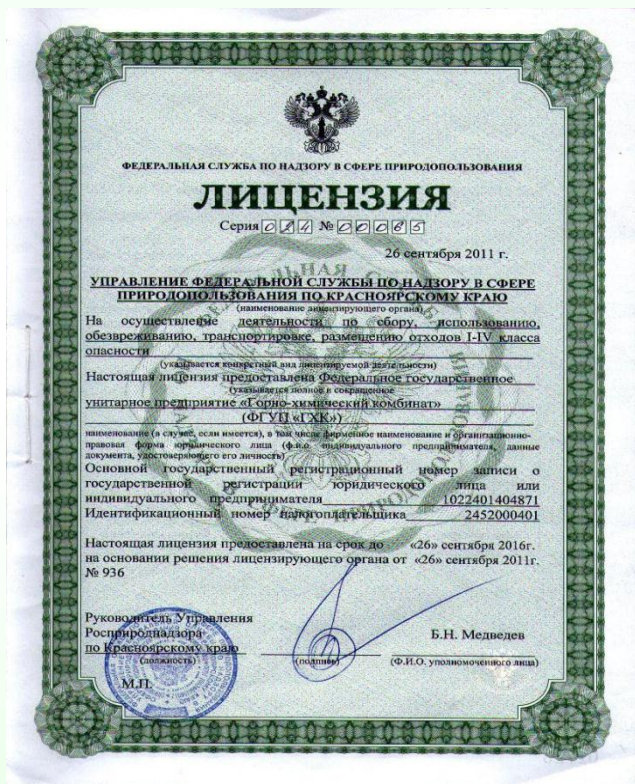 ФЕДЕРАЛЬНАЯ СЛУЖБА ПО НАДЗОРУ В СФЕРЕ ПРИРОДОПОЛЬЗОВАНИЯ
ЛИЦЕНЗИЯ
Серия 024 № 00065
26 сентября 2011 г.
УПРАВЛЕНИЕ ФЕДЕРАЛЬНОЙ СЛУЖБЫ ПО НАДЗОРУ В СФЕРЕ
ПРИРОДОПОЛЬЗОВАНИЯ ПО КРАСНОЯРСКОМУ КРАЮ
(наименование лицензирующего органа)
На осуществление деятельности по сбору, использованию,
обезвреживанию, транспортировке, размещению отходов I-IV класса
опасности
(указывается конкретный вид лицензируемой деятельности)
Настоящая лицензия предоставлена Федеральное государственное
(указывается полное и сокращенное
унитарное предприятие «Горно-химический комбинат»
(ФГУП «ГХК»)
наименование (в случае, если имеется), в том числе фирменное наименование и организационно-
правовая форма юридического лица (ф.и.о. индивидуального предпринимателя, данные
документа, удостоверяющего его личность)
Основной государственный регистрационный номер записи о
государственной регистрации юридического лица или
индивидуального предпринимателя 1022401404871
Идентификационный номер налогоплательщика 2452000401
Настоящая лицензия предоставлена на срок до «26» сентября 2016г.
на основании решения лицензирующего органа от «26» сентября 2011г.
№ 936
Руководитель Управления
Росприроднадзора
по Красноярскому краю
Б.Н. Медведев
(должность) (подпись) (Ф.И.О. уполномоченного лица)
М.П.